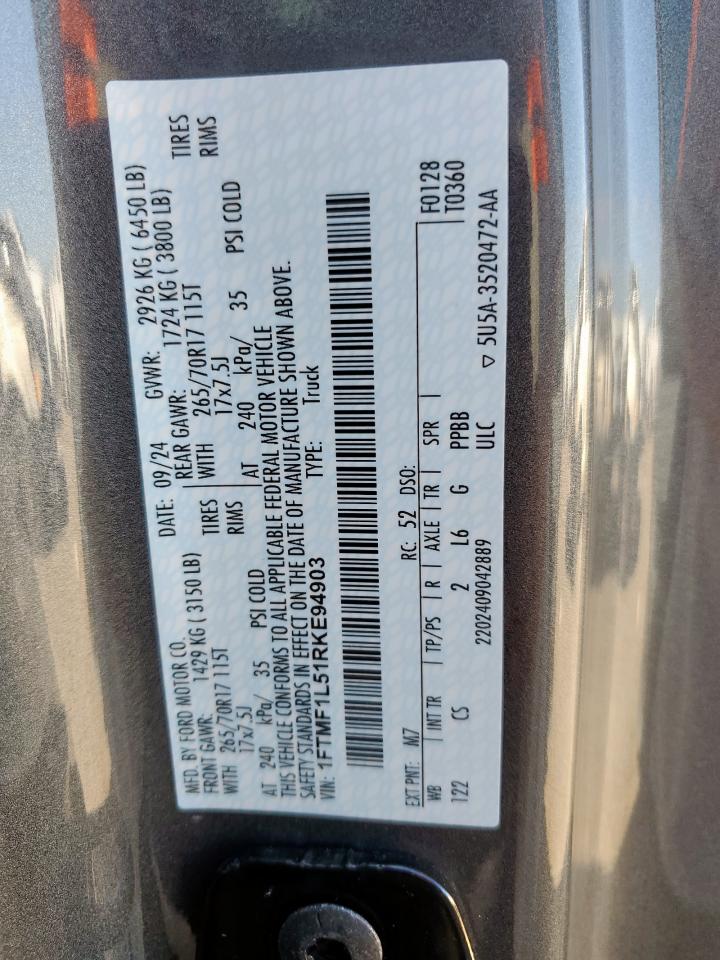 MFD. BY FORD MOTOR CO.
DATE: 09/24 GVWR: 2926 KG ( 6450 LB)
FRONT GAWR: 1429 KG ( 3150 LB) REAR GAWR: 1724 KG ( 3800 LB)
WITH 265/70R17 115T TIRES WITH 265/70R17 115T TIRES
17x7.5J RIMS 17x7.5J RIMS
AT 240 kPa/ 35 PSI COLD AT 240 kPa/ 35 PSI COLD
THIS VEHICLE CONFORMS TO ALL APPLICABLE FEDERAL MOTOR VEHICLE
SAFETY STANDARDS IN EFFECT ON THE DATE OF MANUFACTURE SHOWN ABOVE.
VIN: 1FTMF1L51RKE94903 TYPE: Truck
EXT PNT: M7 RC: 52 DSO: F0128
WB INT TR TP/PS R AXLE TR SPR T0360
122 CS 2 L6 G PPBB
2202409042889 ULC ▽ 5U5A-3520472-AA